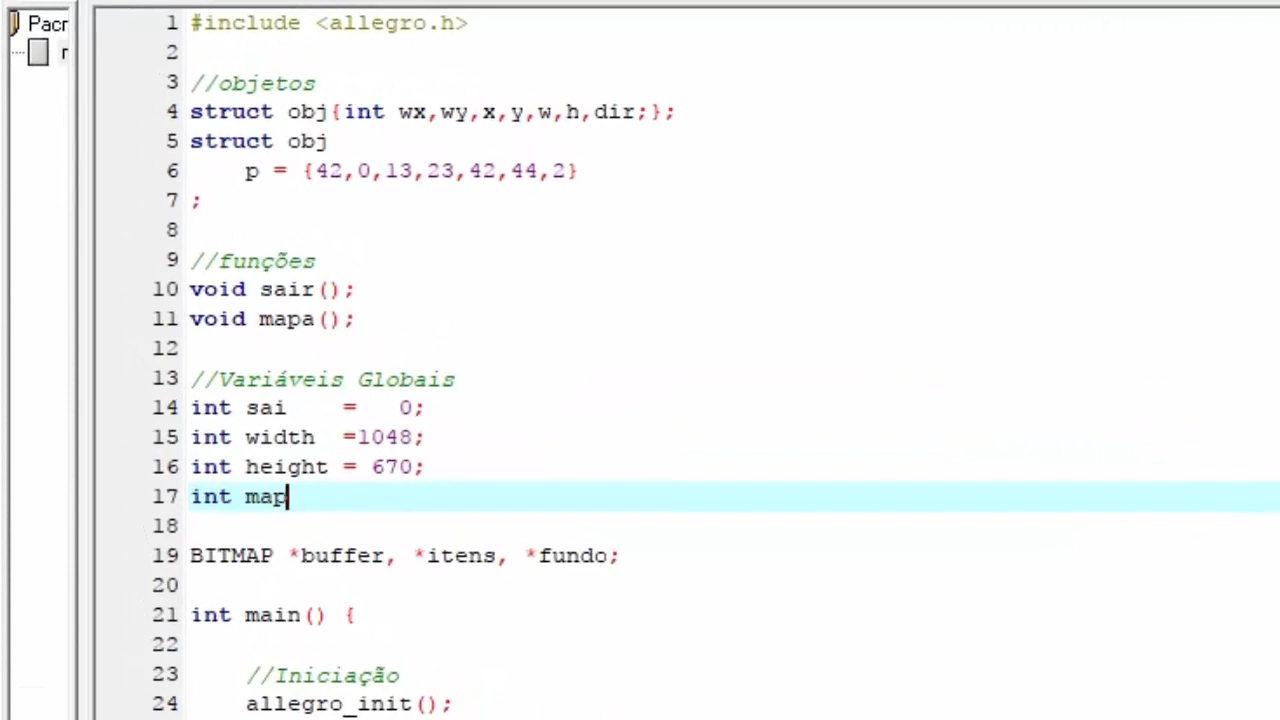 Pacr
1 #include <allegro.h>
2
3 //objetos
4 struct obj{int wx,wy,x,y,w,h,dir;};
5 struct obj
6     p = {42,0,13,23,42,44,2}
7 ;
8
9 //funções
10 void sair();
11 void mapa();
12
13 //Variáveis Globais
14 int sai    =   0;
15 int width  =1048;
16 int height = 670;
17 int map
18
19 BITMAP *buffer, *itens, *fundo;
20
21 int main() {
22
23     //Iniciação
24     allegro_init();